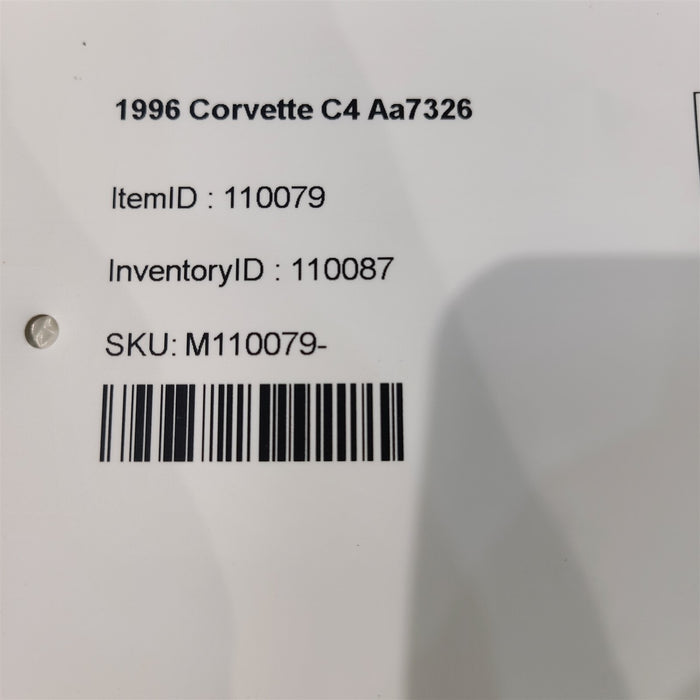 1996 Corvette C4 Aa7326
ItemID : 110079
InventoryID : 110087
SKU: M110079-